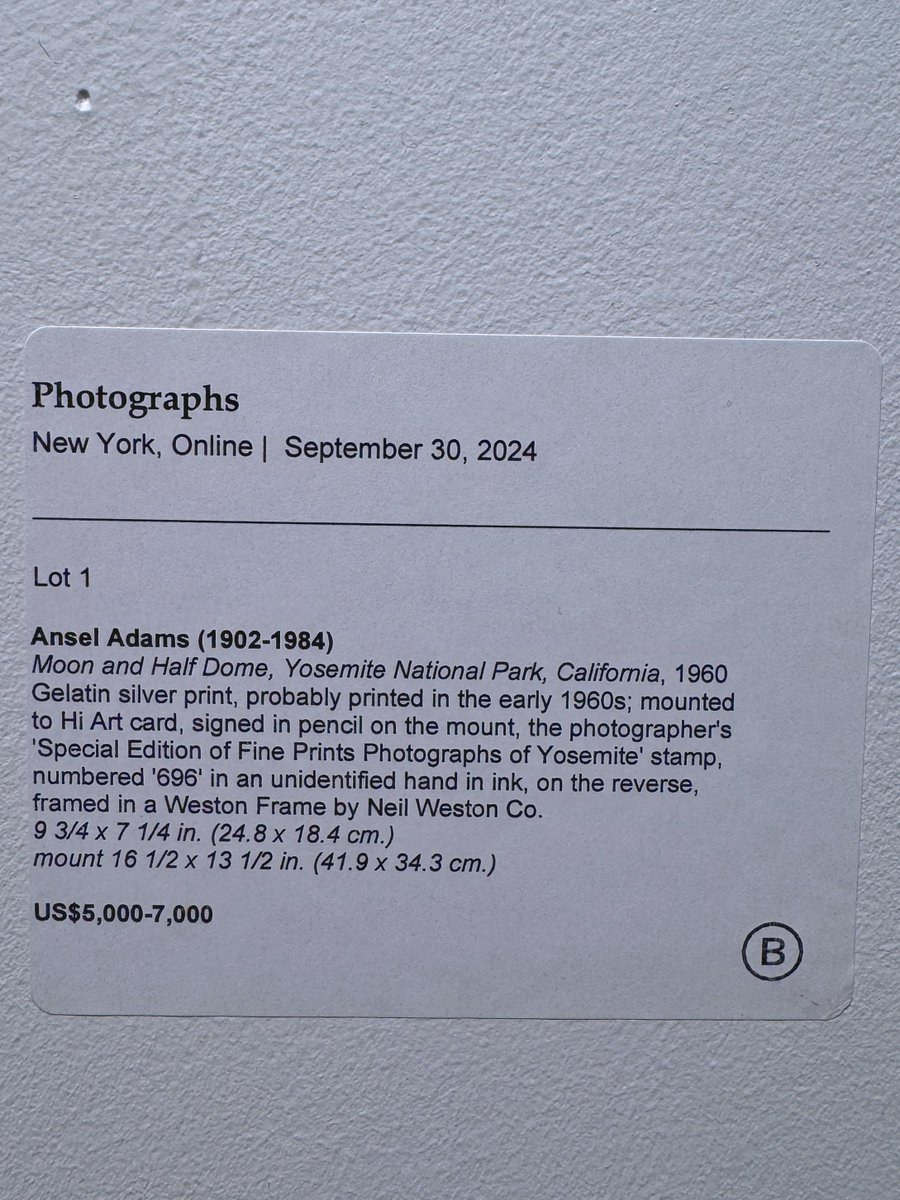 Photographs
New York, Online | September 30, 2024
Lot 1
Ansel Adams (1902-1984)
Moon and Half Dome, Yosemite National Park, California, 1960
Gelatin silver print, probably printed in the early 1960s; mounted
to Hi Art card, signed in pencil on the mount, the photographer's
'Special Edition of Fine Prints Photographs of Yosemite' stamp,
numbered '696' in an unidentified hand in ink, on the reverse,
framed in a Weston Frame by Neil Weston Co.
9 3/4 x 7 1/4 in. (24.8 x 18.4 cm.)
mount 16 1/2 x 13 1/2 in. (41.9 x 34.3 cm.)
US$5,000-7,000
B